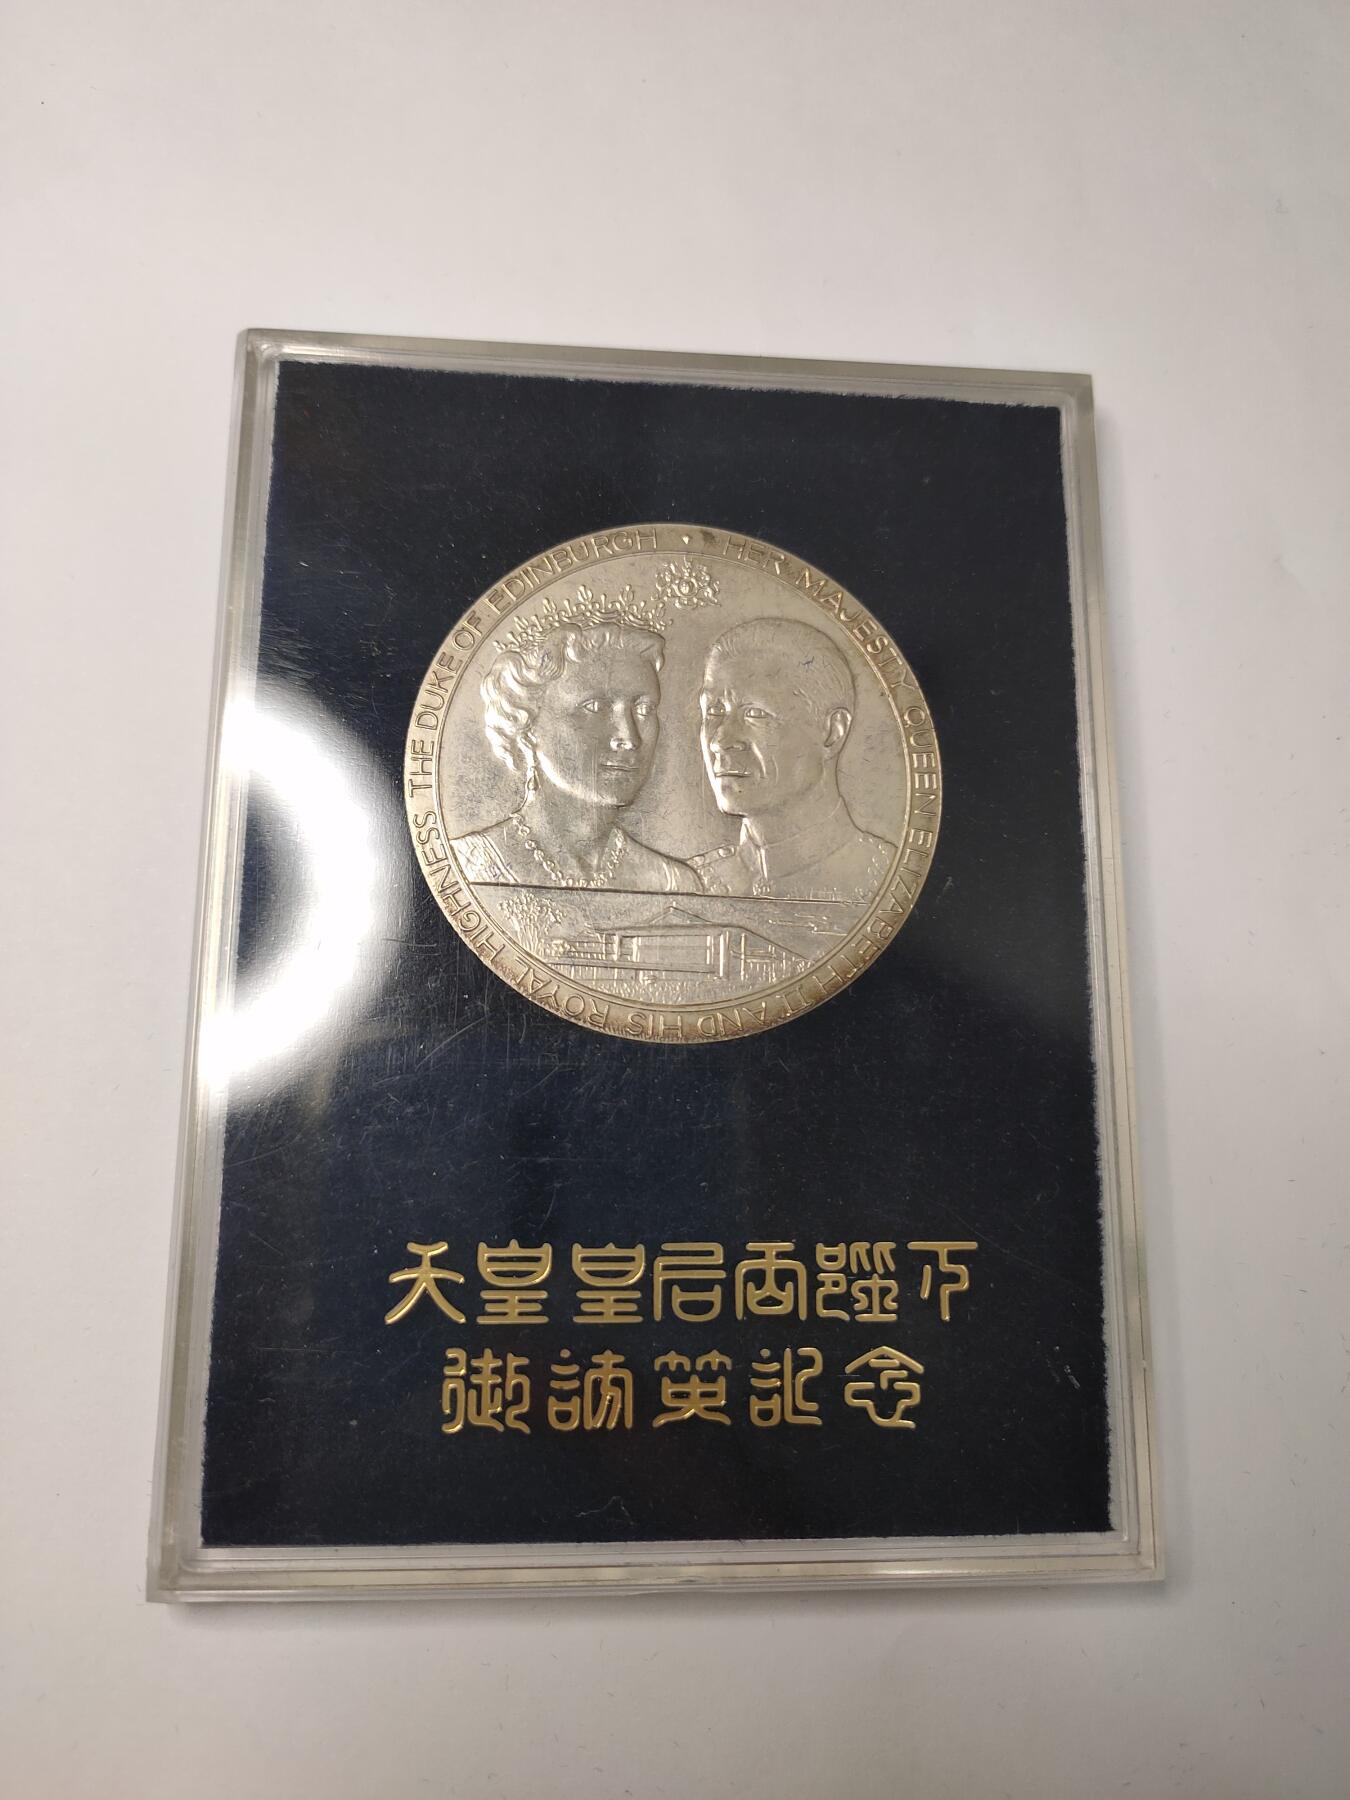 HER MAJESTY QUEEN ELIZABETH II AND HIS ROYAL HIGHNESS THE DUKE OF EDINBURGH
天皇皇后両陛下
御訪英記念